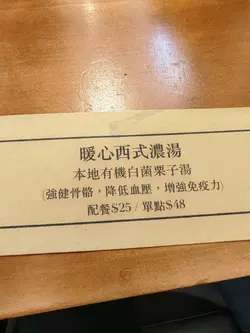 暖心西式濃湯
本地有機白菌栗子湯
(強健骨骼,降低血壓,增強免疫力)
配餐$25 / 單點$48